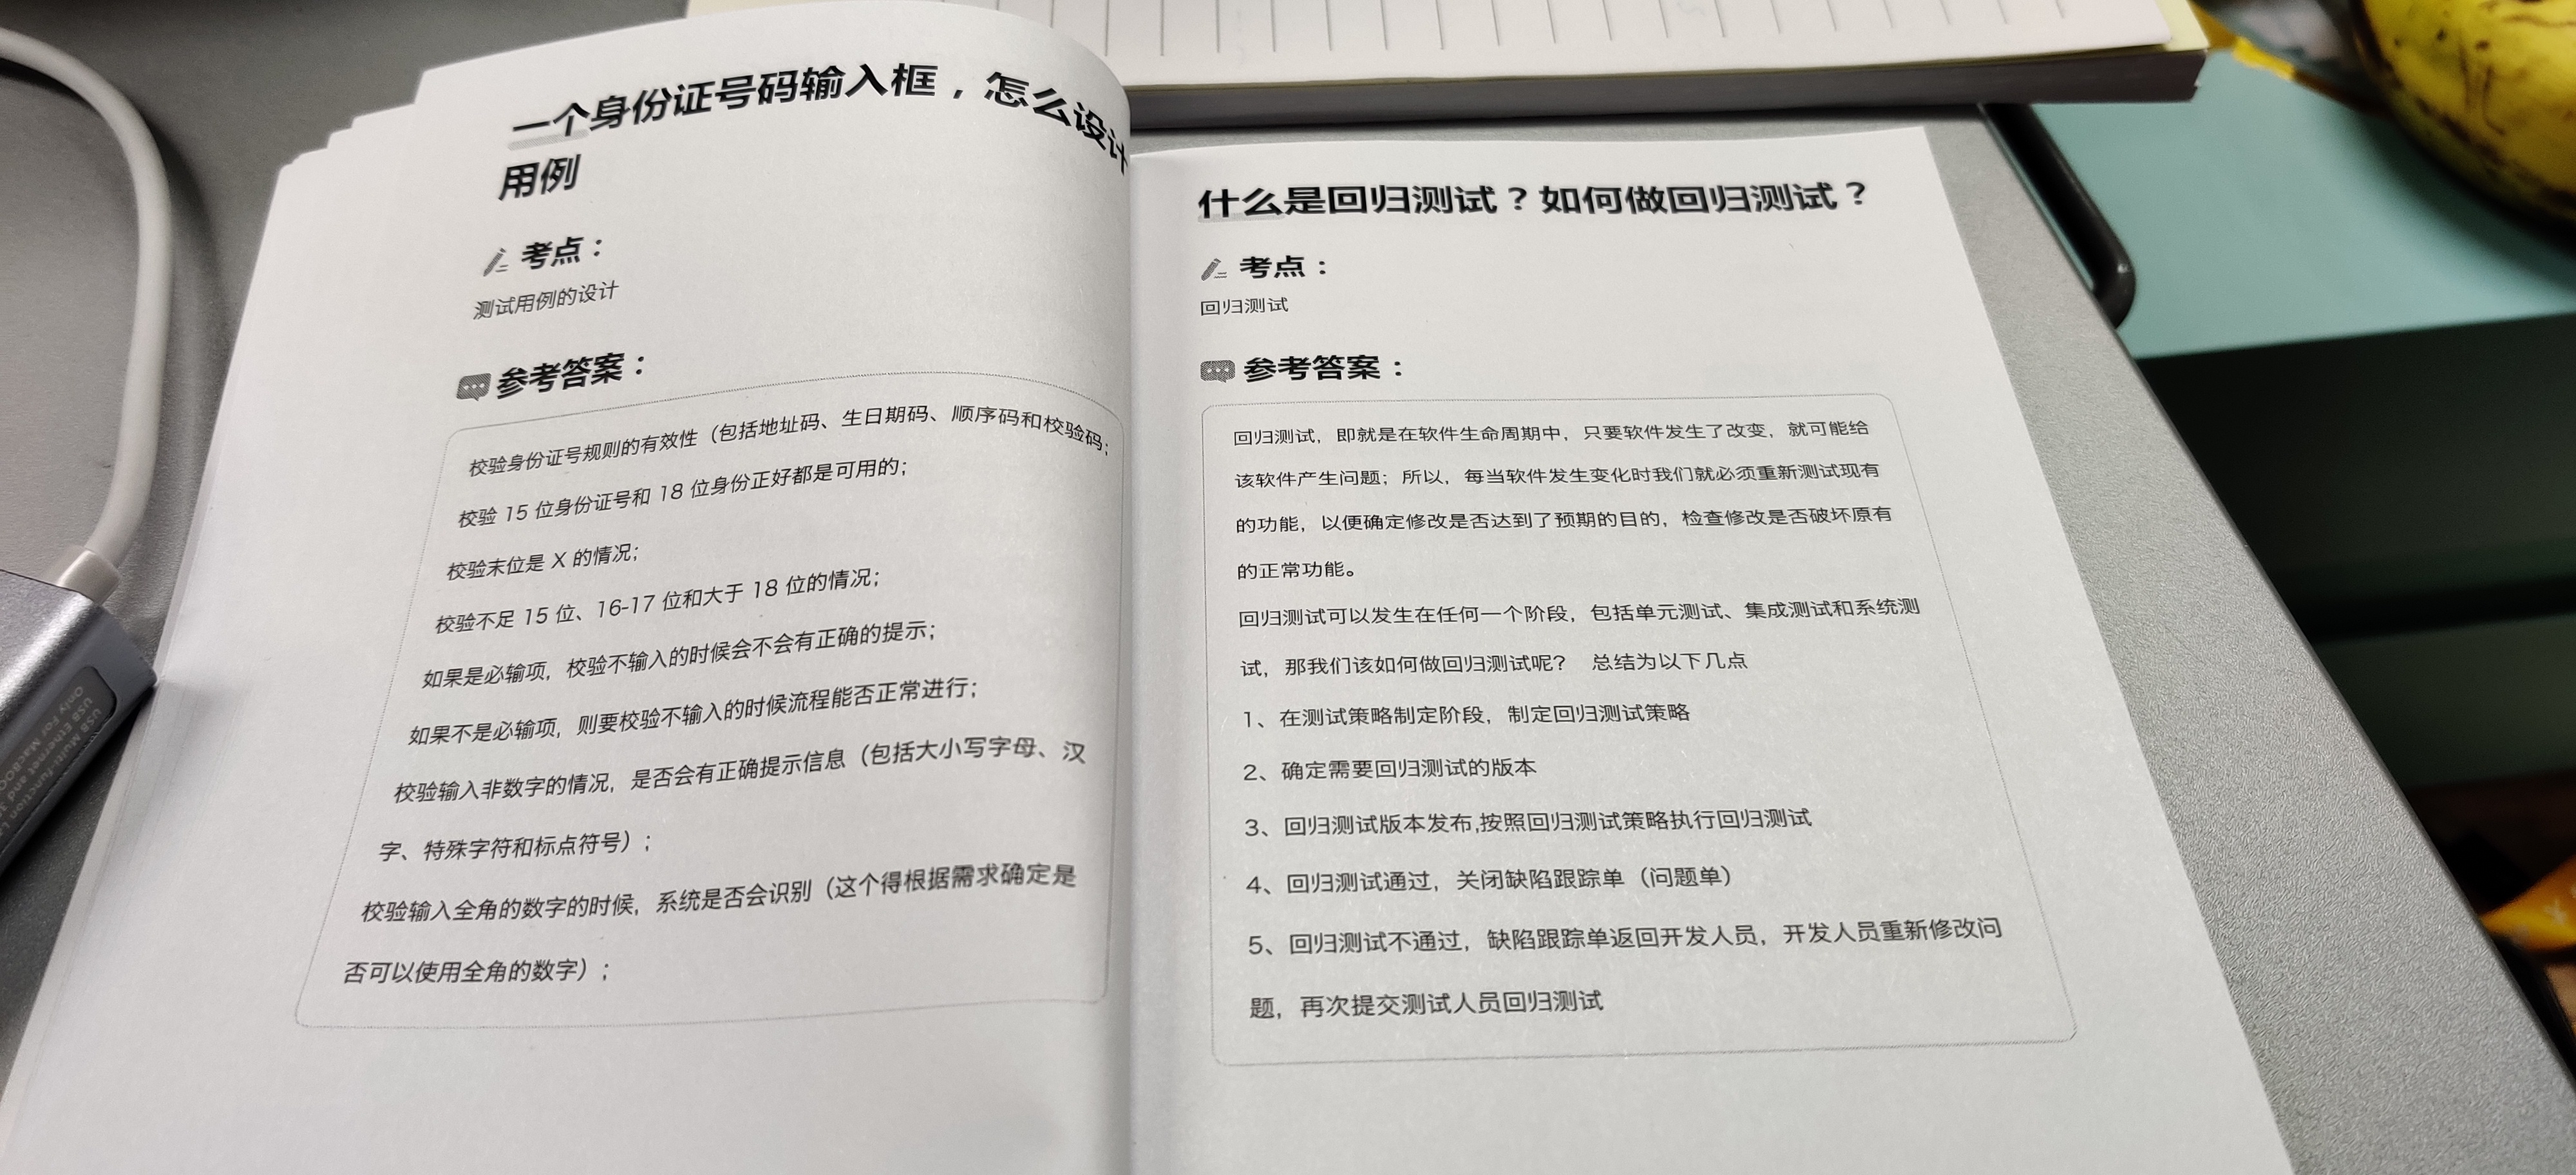 一个身份证号码输入框，怎么设计
用例
考点：
测试用例的设计
参考答案：
校验身份证号规则的有效性（包括地址码、生日期码、顺序码和校验码；
校验 15 位身份证号和 18 位身份正好都是可用的；
校验末位是 X 的情况；
校验不足 15 位、16-17 位和大于 18 位的情况；
如果是必输项，校验不输入的时候会不会有正确的提示；
如果不是必输项，则要校验不输入的时候流程能否正常进行；
校验输入非数字的情况，是否会有正确提示信息（包括大小写字母、汉
字、特殊字符和标点符号）；
校验输入全角的数字的时候，系统是否会识别（这个得根据需求确定是
否可以使用全角的数字）；
什么是回归测试？如何做回归测试？
考点：
回归测试
参考答案：
回归测试，即就是在软件生命周期中，只要软件发生了改变，就可能给
该软件产生问题；所以，每当软件发生变化时我们就必须重新测试现有
的功能，以便确定修改是否达到了预期的目的，检查修改是否破坏原有
的正常功能。
回归测试可以发生在任何一个阶段，包括单元测试、集成测试和系统测
试，那我们该如何做回归测试呢？ 总结为以下几点
1、在测试策略制定阶段，制定回归测试策略
2、确定需要回归测试的版本
3、回归测试版本发布,按照回归测试策略执行回归测试
4、回归测试通过，关闭缺陷跟踪单（问题单）
5、回归测试不通过，缺陷跟踪单返回开发人员，开发人员重新修改问
题，再次提交测试人员回归测试
USB Multi-function
USB Ethernet and
Only For MacBOO